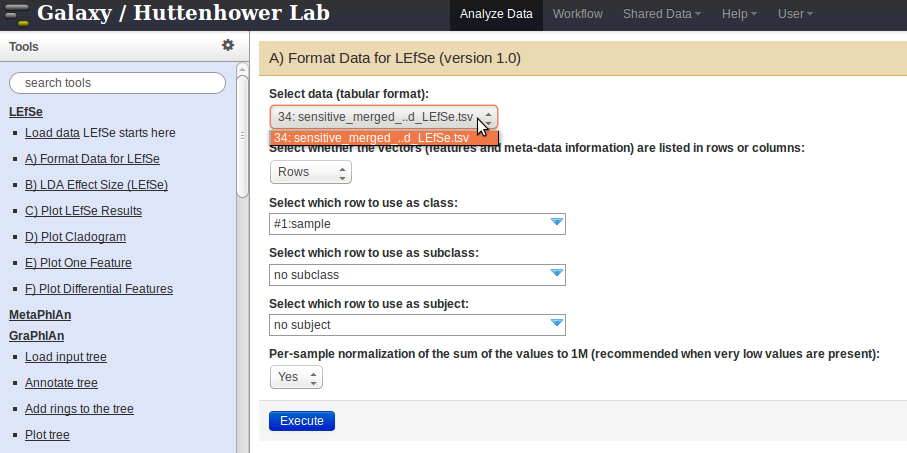 Galaxy / Huttenhower Lab
Analyze Data Workflow Shared Data Help User
Tools
search tools
LEfSe
Load data LEfSe starts here
A) Format Data for LEfSe
B) LDA Effect Size (LEfSe)
C) Plot LEfSe Results
D) Plot Cladogram
E) Plot One Feature
F) Plot Differential Features
MetaPhlAn
GraPhlAn
Load input tree
Annotate tree
Add rings to the tree
Plot tree
A) Format Data for LEfSe (version 1.0)
Select data (tabular format):
34: sensitive_merged_..d_LEfSe.tsv
34: sensitive_merged_..d_LEfSe.tsv
Select whether the vectors (features and meta-data information) are listed in rows or columns:
Rows
Select which row to use as class:
#1:sample
Select which row to use as subclass:
no subclass
Select which row to use as subject:
no subject
Per-sample normalization of the sum of the values to 1M (recommended when very low values are present):
Yes
Execute